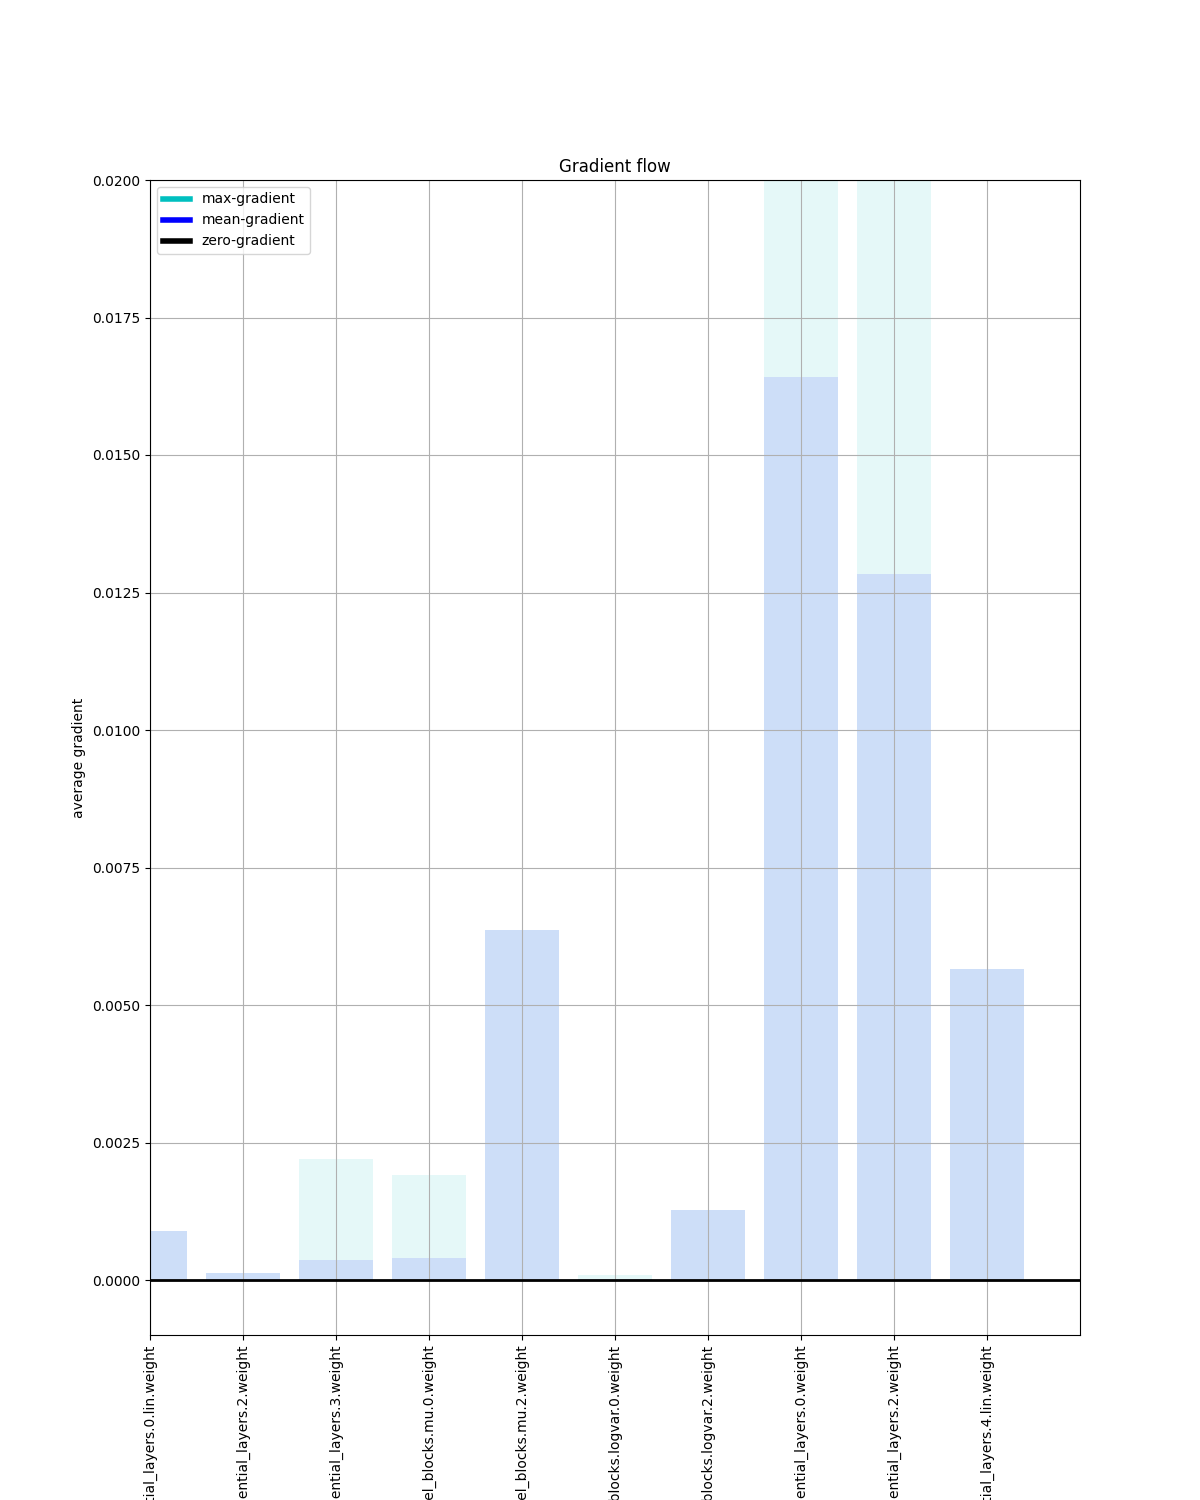 Gradient flow
max-gradient
mean-gradient
zero-gradient
0.0200
0.0175
0.0150
0.0125
0.0100
0.0075
0.0050
0.0025
0.0000
average gradient
tial_layers.0.lin.weight
ential_layers.2.weight
ential_layers.3.weight
el_blocks.mu.0.weight
el_blocks.mu.2.weight
blocks.logvar.0.weight
blocks.logvar.2.weight
ential_layers.0.weight
ential_layers.2.weight
tial_layers.4.lin.weight